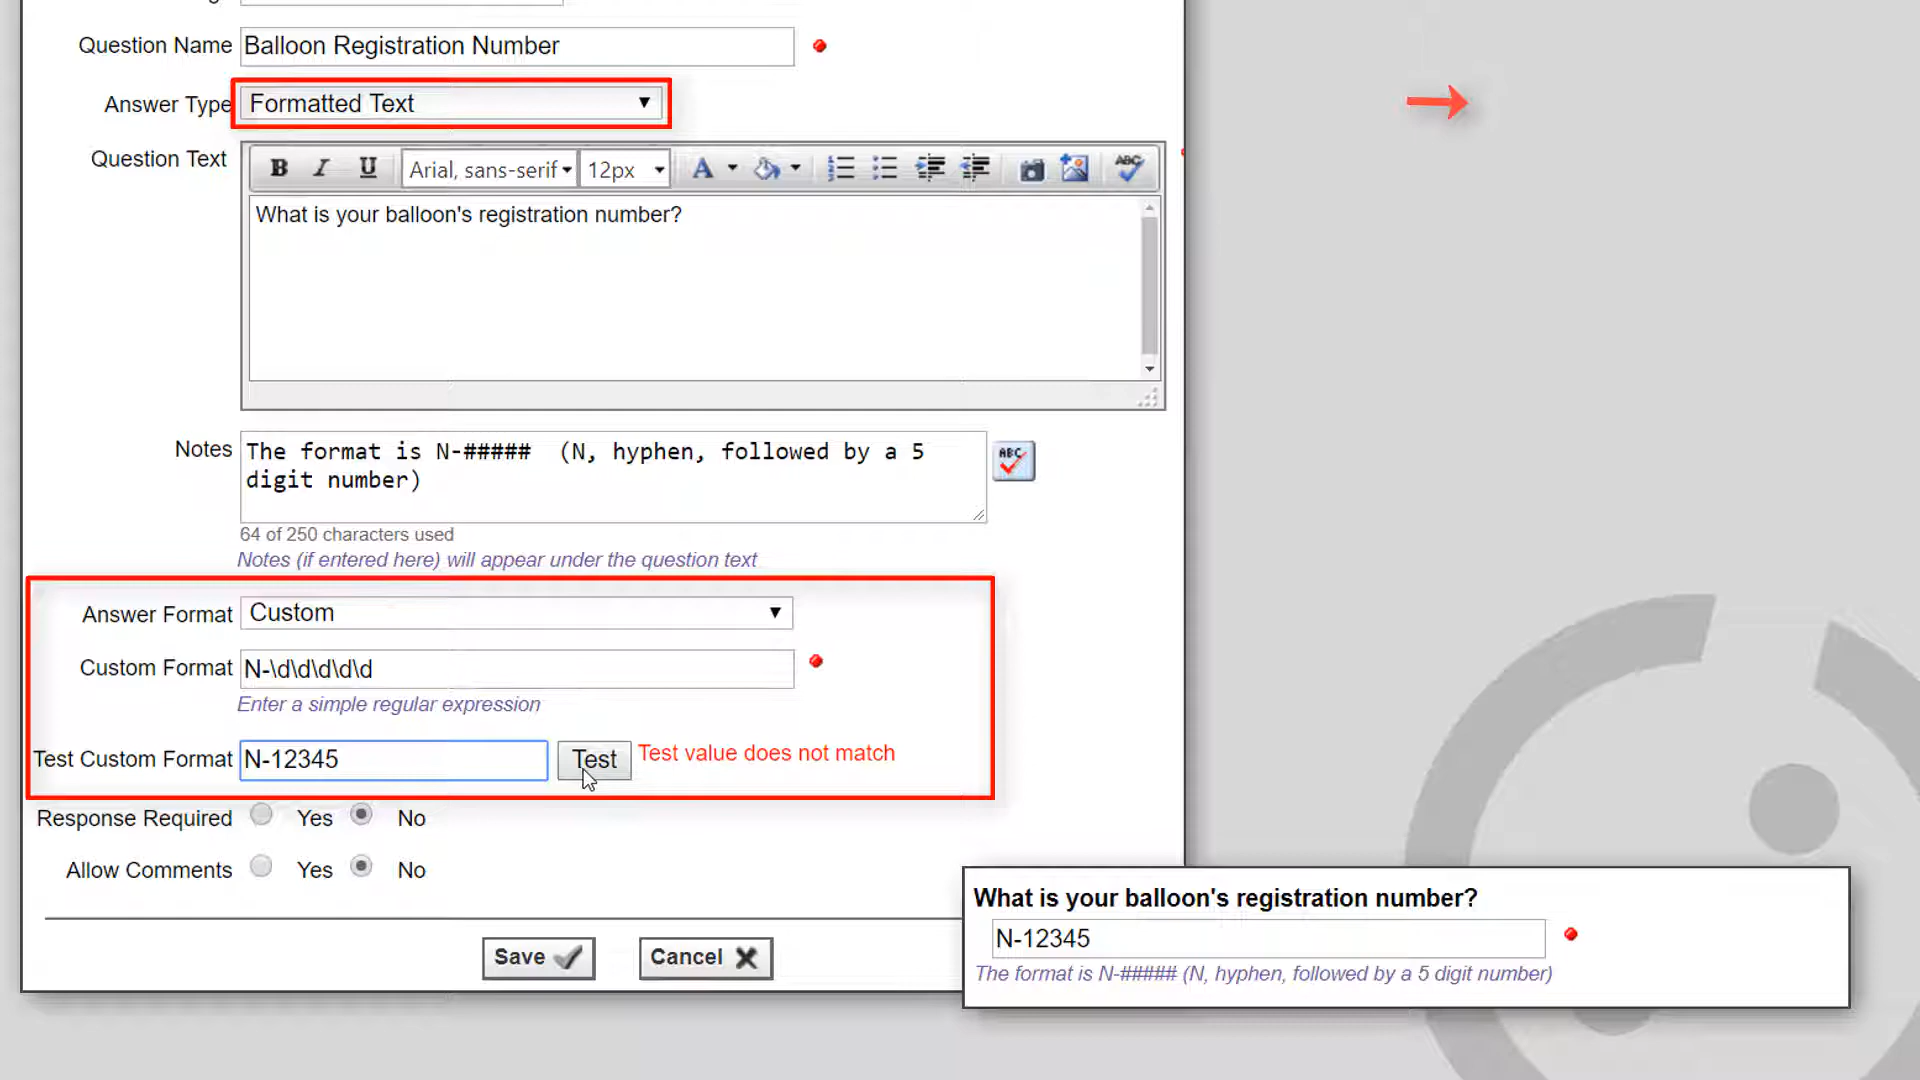 Question Name Balloon Registration Number
Answer Type Formatted Text
Question Text
B I U Arial, sans-serif 12px A ABC
What is your balloon's registration number?
Notes The format is N-##### (N, hyphen, followed by a 5
digit number)
ABC
64 of 250 characters used
Notes (if entered here) will appear under the question text
Answer Format Custom
Custom Format N-\d\d\d\d\d
Enter a simple regular expression
Test Custom Format N-12345 Test Test value does not match
Response Required Yes No
Allow Comments Yes No
Save Cancel
What is your balloon's registration number?
N-12345
The format is N-##### (N, hyphen, followed by a 5 digit number)